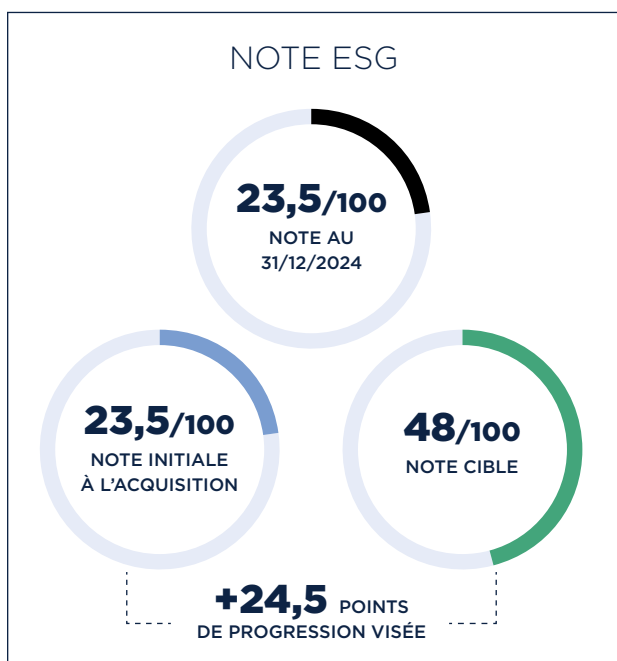 NOTE ESG
23,5/100
NOTE AU
31/12/2024
23,5/100
NOTE INITIALE
À L’ACQUISITION
48/100
NOTE CIBLE
+24,5 POINTS
DE PROGRESSION VISÉE